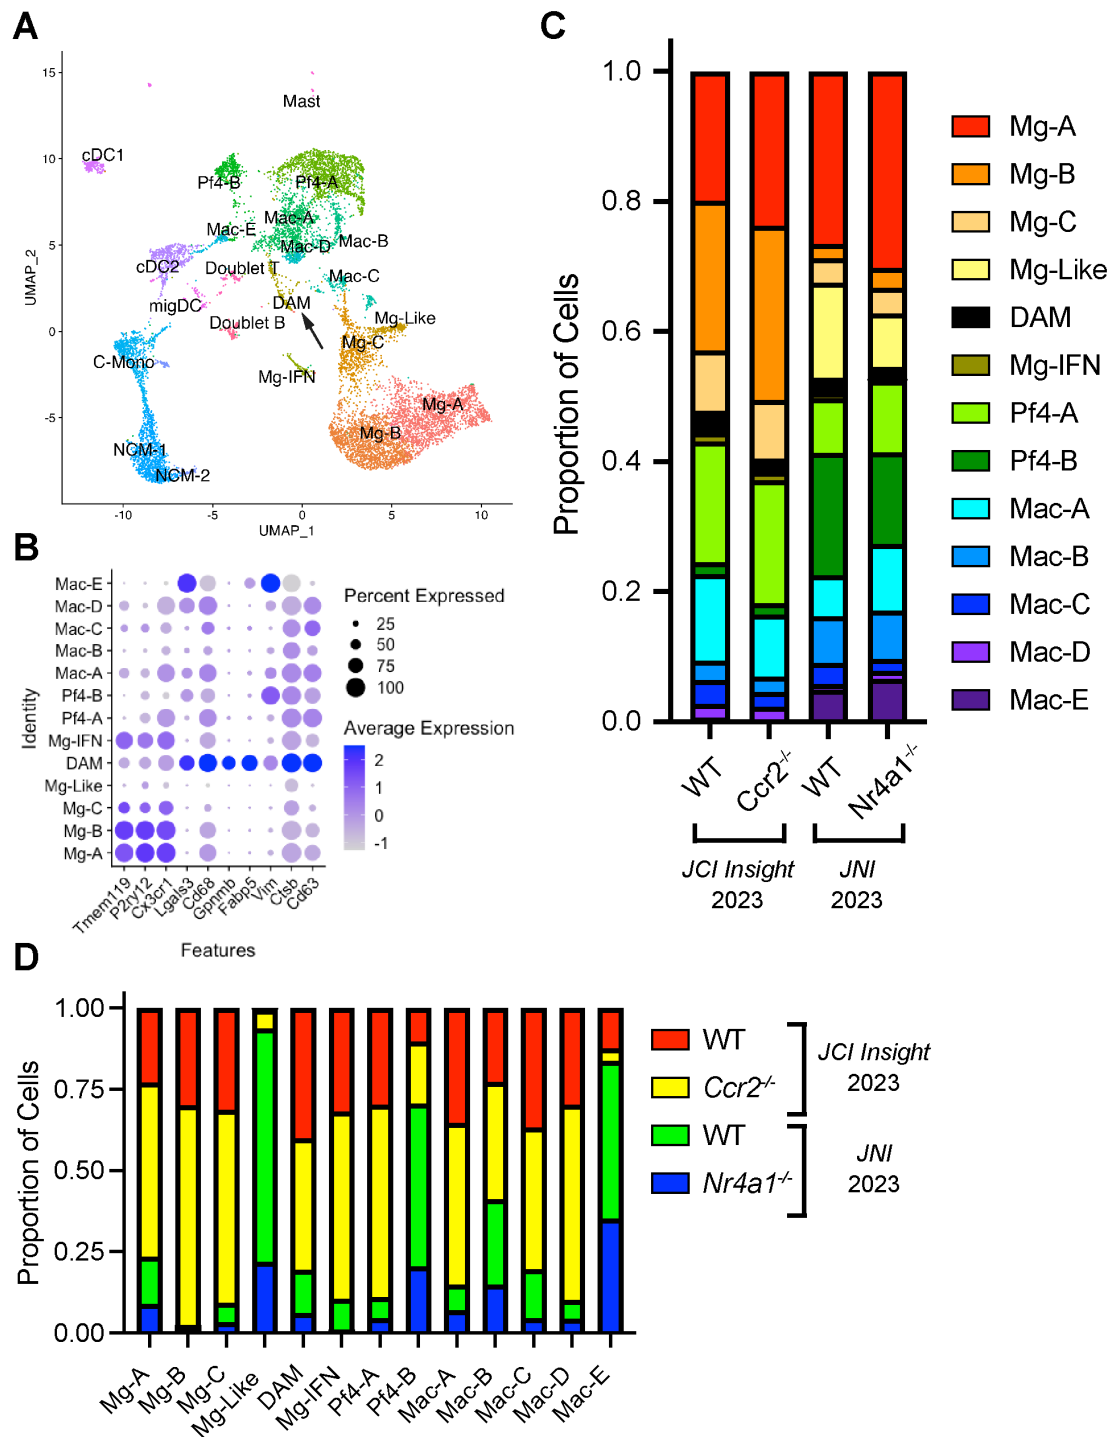 A
15
10
5
0
-5
UMAP_2
-10
-5
0
5
10
UMAP_1
Mast
cDC1
Pf4-B
Pf4-A
Mac-A
Mac-E
Mac-D
Mac-B
cDC2
Doublet T
Mac-C
migDC
DAM
Doublet B
Mg-Like
C-Mono
Mg-C
Mg-IFN
Mg-A
Mg-B
NCM-1
NCM-2
B
Identity
Mac-E
Mac-D
Mac-C
Mac-B
Mac-A
Pf4-B
Pf4-A
Mg-IFN
DAM
Mg-Like
Mg-C
Mg-B
Mg-A
Tmem119
P2ry12
Cx3cr1
Lgals3
Cd68
Gpnmb
Fabp5
Vim
Ctsb
Cd63
Features
Percent Expressed
25
50
75
100
Average Expression
2
1
0
-1
C
Proportion of Cells
1.0
0.8
0.6
0.4
0.2
0.0
WT
Ccr2-/-
WT
Nr4a1-/-
JCI Insight
2023
JNI
2023
Mg-A
Mg-B
Mg-C
Mg-Like
DAM
Mg-IFN
Pf4-A
Pf4-B
Mac-A
Mac-B
Mac-C
Mac-D
Mac-E
D
Proportion of Cells
1.00
0.75
0.50
0.25
0.00
Mg-A
Mg-B
Mg-C
Mg-Like
DAM
Mg-IFN
Pf4-A
Pf4-B
Mac-A
Mac-B
Mac-C
Mac-D
Mac-E
WT
Ccr2-/-
WT
Nr4a1-/-
JCI Insight
2023
JNI
2023